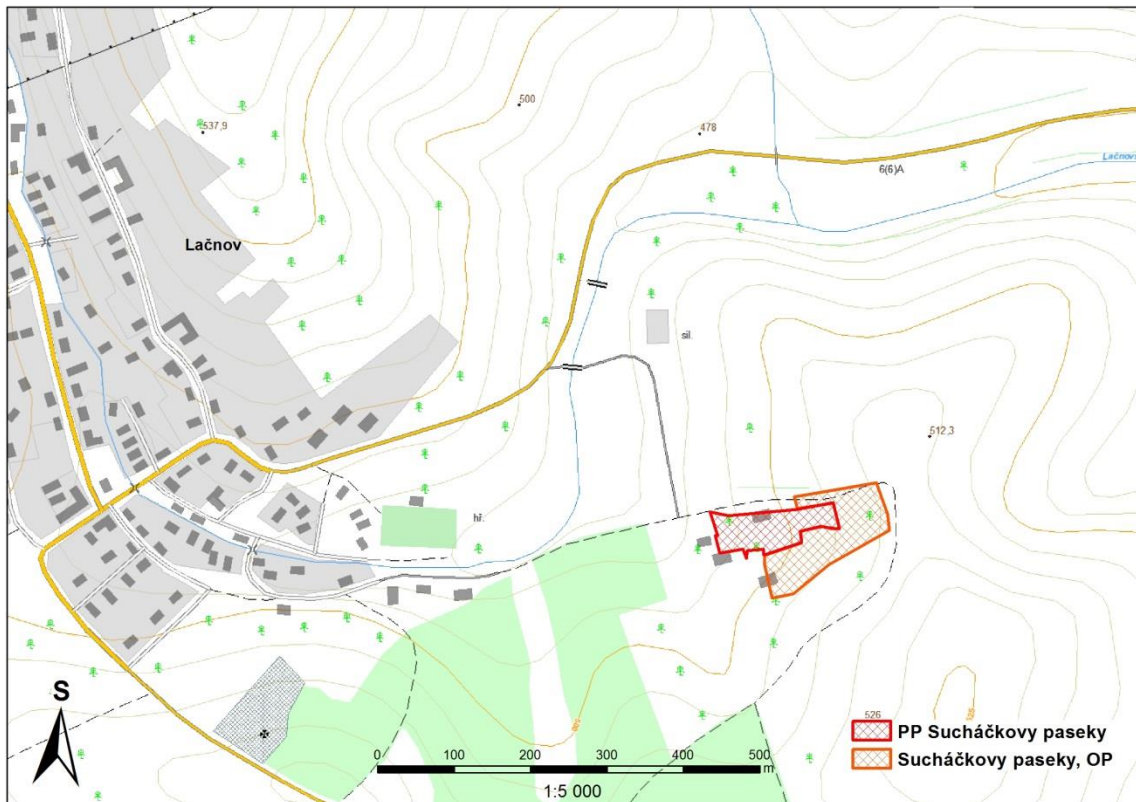 500
537,9
478
6(6)A
Lačnov
sil.
512,3
hř.
S
526
500
0 100 200 300 400 500
m
1:5 000
PP Sucháčkovy paseky
Sucháčkovy paseky, OP